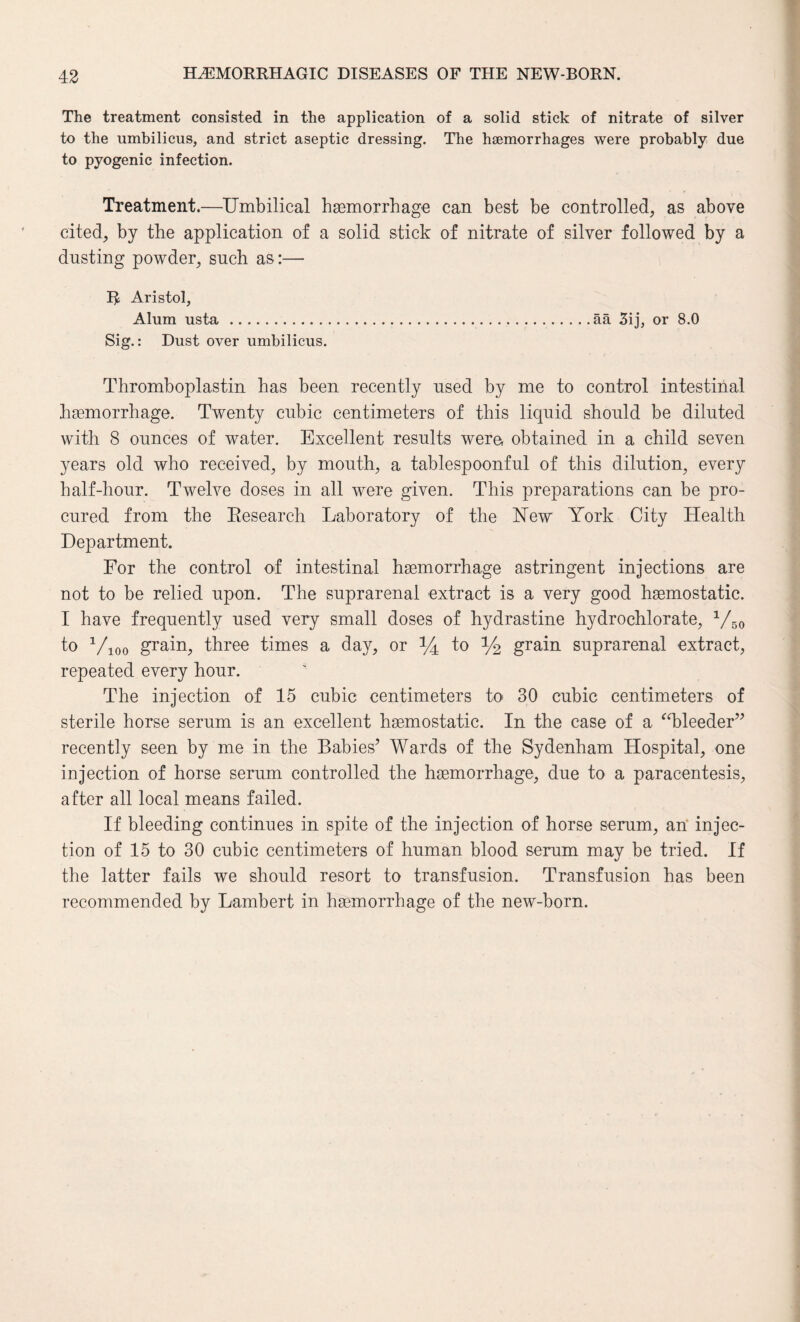 42
HÆMORRHAGIC DISEASES OF THE NEW-BORN.
The treatment consisted in the application of a solid stick of nitrate of silver
to the umbilicus, and strict aseptic dressing. The hæmorrhages were probably due
to pyogenic infection.
Treatment.—Umbilical hæmorrhage can best be controlled, as above
cited, by the application of a solid stick of nitrate of silver followed by a
dusting powder, such as:—
℞ Aristol,
Alum usta ..........................................āā ʒij, or 8.0
Sig.: Dust over umbilicus.
Thromboplastin has been recently used by me to control intestinal
hæmorrhage. Twenty cubic centimeters of this liquid should be diluted
with 8 ounces of water. Excellent results were obtained in a child seven
years old who received, by mouth, a tablespoonful of this dilution, every
half-hour. Twelve doses in all were given. This preparations can be pro-
cured from the Research Laboratory of the New York City Health
Department.
For the control of intestinal hæmorrhage astringent injections are
not to be relied upon. The suprarenal extract is a very good hæmostatic.
I have frequently used very small doses of hydrastine hydrochlorate, 1/50
to 1/100 grain, three times a day, or 1/4 to 1/2 grain suprarenal extract,
repeated every hour.
The injection of 15 cubic centimeters to 30 cubic centimeters of
sterile horse serum is an excellent hæmostatic. In the case of a “bleeder”
recently seen by me in the Babies’ Wards of the Sydenham Hospital, one
injection of horse serum controlled the hæmorrhage, due to a paracentesis,
after all local means failed.
If bleeding continues in spite of the injection of horse serum, an injec-
tion of 15 to 30 cubic centimeters of human blood serum may be tried. If
the latter fails we should resort to transfusion. Transfusion has been
recommended by Lambert in hæmorrhage of the new-born.